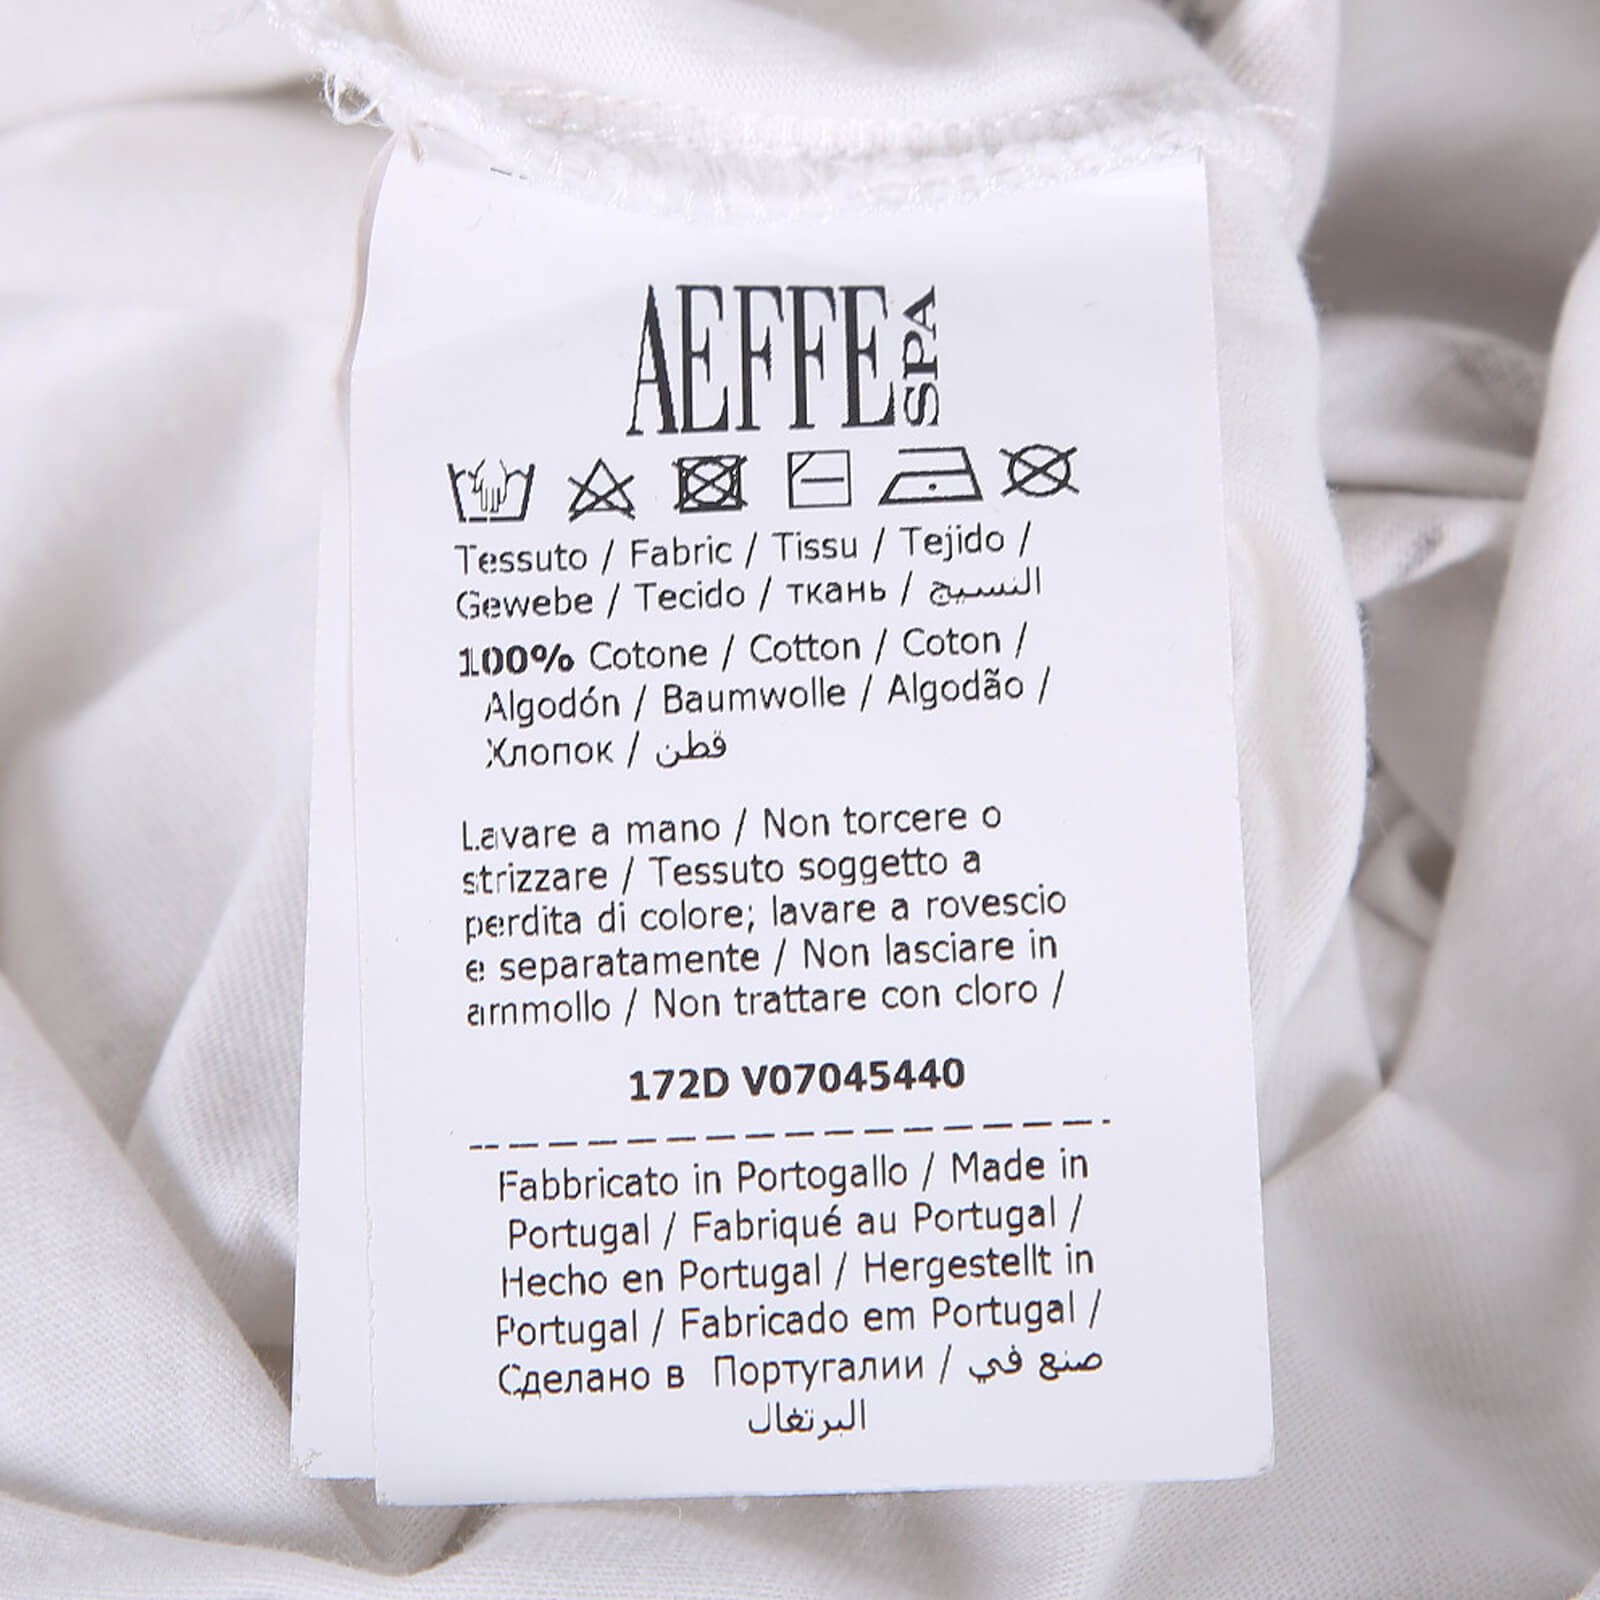 AEFFE SPA
Tessuto / Fabric / Tissu / Tejido /
Gewebe / Tecido / ткань / النسيج
100% Cotone / Cotton / Coton /
Algodón / Baumwolle / Algodão /
Хлопок / قطن
Lavare a mano / Non torcere o
strizzare / Tessuto soggetto a
perdita di colore; lavare a rovescio
e separatamente / Non lasciare in
ammollo / Non trattare con cloro /
172D V07045440
Fabbricato in Portogallo / Made in
Portugal / Fabriqué au Portugal /
Hecho en Portugal / Hergestellt in
Portugal / Fabricado em Portugal /
Сделано в Португалии / صنع في
البرتغال